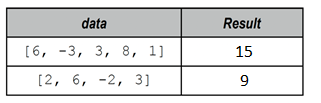 data Result
[6, -3, 3, 8, 1] 15
[2, 6, -2, 3] 9